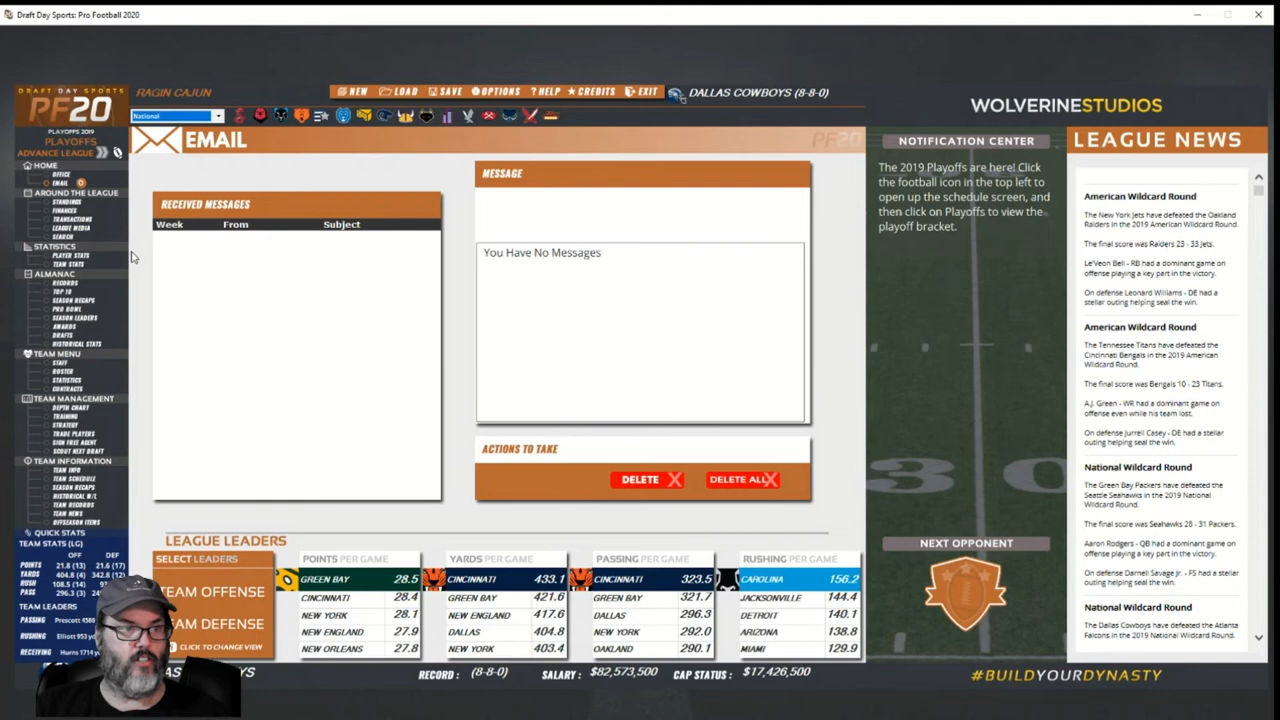 Draft Day Sports: Pro Football 2020
DRAFT DAY SPORTS
PF20
RAGIN CAJUN
NEW LOAD SAVE OPTIONS ? HELP CREDITS EXIT
DALLAS COWBOYS (8-8-0)
WOLVERINESTUDIOS
National
PLAYOFFS 2019
PLAYOFFS
ADVANCE LEAGUE
HOME
OFFICE
EMAIL 0
AROUND THE LEAGUE
STANDINGS
FINANCES
TRANSACTIONS
LEAGUE MEDIA
SEARCH
STATISTICS
PLAYER STATS
TEAM STATS
ALMANAC
RECORDS
TOP 10
SEASON RECAPS
PRO BOWL
SEASON LEADERS
AWARDS
DRAFTS
HISTORICAL STATS
TEAM MENU
STAFF
ROSTER
STATISTICS
CONTRACTS
TEAM MANAGEMENT
DEPTH CHART
TRAINING
STRATEGY
TRADE PLAYERS
SIGN FREE AGENT
SCOUT NEXT DRAFT
TEAM INFORMATION
TEAM INFO
TEAM SCHEDULE
SEASON RECAPS
HISTORICAL W/L
TEAM RECORDS
TEAM NEWS
OFFSEASON ITEMS
QUICK STATS
TEAM STATS (LG)
OFF DEF
POINTS 21.8 (13) 21.6 (17)
YARDS 404.8 (4) 342.8 (12)
RUSH 108.5 (14)
PASS 296.3 (3)
TEAM LEADERS
PASSING Prescott 4586
RUSHING Elliott 953 yd
RECEIVING Hurns 1714
EMAIL
PF20
RECEIVED MESSAGES
Week From Subject
MESSAGE
You Have No Messages
ACTIONS TO TAKE
DELETE X
DELETE ALL X
LEAGUE LEADERS
SELECT LEADERS
TEAM OFFENSE
TEAM DEFENSE
CLICK TO CHANGE VIEW
POINTS PER GAME
GREEN BAY 28.5
CINCINNATI 28.4
NEW YORK 28.1
NEW ENGLAND 27.9
NEW ORLEANS 27.8
YARDS PER GAME
CINCINNATI 433.1
GREEN BAY 421.6
NEW ENGLAND 417.6
DALLAS 404.8
NEW YORK 403.4
PASSING PER GAME
CINCINNATI 323.5
GREEN BAY 321.7
DALLAS 296.3
NEW YORK 292.0
OAKLAND 290.1
RUSHING PER GAME
CAROLINA 156.2
JACKSONVILLE 144.4
DETROIT 140.1
ARIZONA 138.8
MIAMI 129.9
RECORD : (8-8-0) SALARY : $82,573,500 CAP STATUS : $17,426,500
NOTIFICATION CENTER
The 2019 Playoffs are here! Click
the football icon in the top left to
open up the schedule screen, and
then click on Playoffs to view the
playoff bracket.
3 0
NEXT OPPONENT
LEAGUE NEWS
American Wildcard Round
The New York Jets have defeated the Oakland
Raiders in the 2019 American Wildcard Round.
The final score was Raiders 23 - 33 Jets.
Le'Veon Bell - RB had a dominant game on
offense playing a key part in the victory.
On defense Leonard Williams - DE had a
stellar outing helping seal the win.
American Wildcard Round
The Tennessee Titans have defeated the
Cincinnati Bengals in the 2019 American
Wildcard Round.
The final score was Bengals 10 - 23 Titans.
A.J. Green - WR had a dominant game on
offense even while his team lost.
On defense Jurrell Casey - DE had a stellar
outing helping seal the win.
National Wildcard Round
The Green Bay Packers have defeated the
Seattle Seahawks in the 2019 National
Wildcard Round.
The final score was Seahawks 28 - 31 Packers.
Aaron Rodgers - QB had a dominant game on
offense playing a key part in the victory.
On defense Darnell Savage Jr. - FS had a stellar
outing helping seal the win.
National Wildcard Round
The Dallas Cowboys have defeated the Atlanta
Falcons in the 2019 National Wildcard Round.
#BUILDYOURDYNASTY